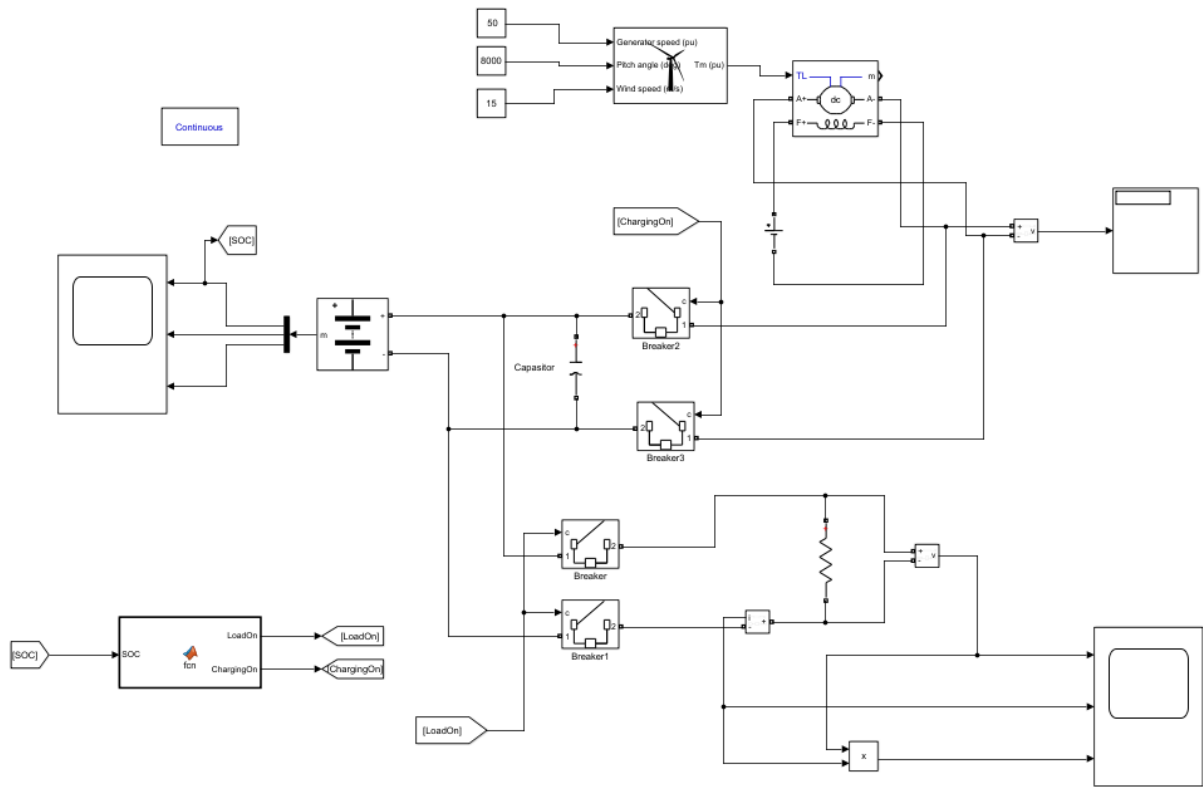 50
8000
15
Generator speed (pu)
Pitch angle (deg)
Wind speed (m/s)
Tm (pu)
TL
m
A+
dc
A-
F+
F-
Continuous
[ChargingOn]
[SOC]
+
-
v
m
+
-
Capasitor
2
c
1
Breaker2
2
c
1
Breaker3
c
1
2
Breaker
c
1
2
Breaker1
i
-
+
+
-
v
[SOC]
SOC
fcn
LoadOn
ChargingOn
[LoadOn]
[ChargingOn]
[LoadOn]
x